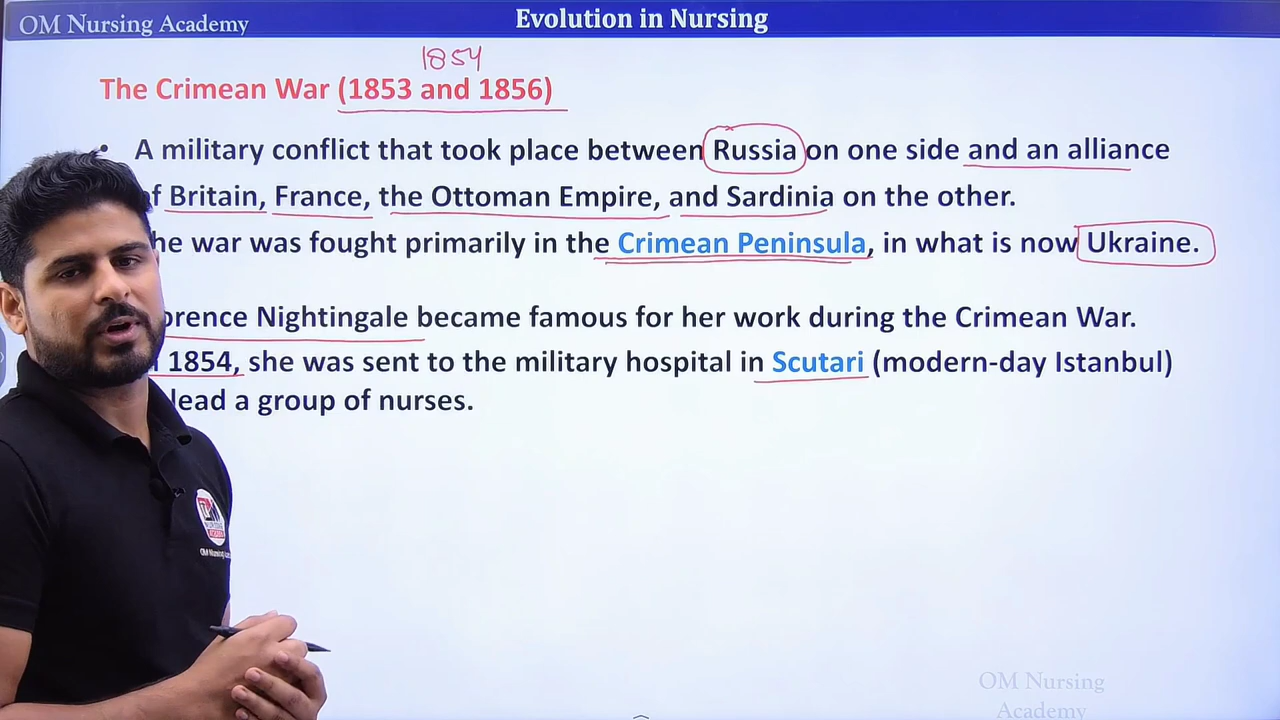 OM Nursing Academy
Evolution in Nursing
1854
The Crimean War (1853 and 1856)
• A military conflict that took place between Russia on one side and an alliance
Britain, France, the Ottoman Empire, and Sardinia on the other.
war was fought primarily in the Crimean Peninsula, in what is now Ukraine.
Nightingale became famous for her work during the Crimean War.
1854, she was sent to the military hospital in Scutari (modern-day Istanbul)
lead a group of nurses.
OM Nursing
Academy